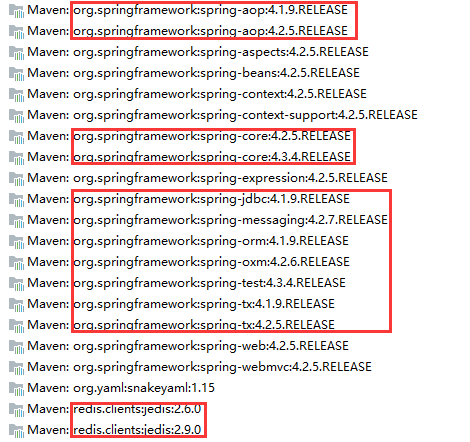 Maven: org.springframework:spring-aop:4.1.9.RELEASE
Maven: org.springframework:spring-aop:4.2.5.RELEASE
Maven: org.springframework:spring-aspects:4.2.5.RELEASE
Maven: org.springframework:spring-beans:4.2.5.RELEASE
Maven: org.springframework:spring-context:4.2.5.RELEASE
Maven: org.springframework:spring-context-support:4.2.5.RELEASE
Maven: org.springframework:spring-core:4.2.5.RELEASE
Maven: org.springframework:spring-core:4.3.4.RELEASE
Maven: org.springframework:spring-expression:4.2.5.RELEASE
Maven: org.springframework:spring-jdbc:4.1.9.RELEASE
Maven: org.springframework:spring-messaging:4.2.7.RELEASE
Maven: org.springframework:spring-orm:4.1.9.RELEASE
Maven: org.springframework:spring-oxm:4.2.6.RELEASE
Maven: org.springframework:spring-test:4.3.4.RELEASE
Maven: org.springframework:spring-tx:4.1.9.RELEASE
Maven: org.springframework:spring-tx:4.2.5.RELEASE
Maven: org.springframework:spring-web:4.2.5.RELEASE
Maven: org.springframework:spring-webmvc:4.2.5.RELEASE
Maven: org.yaml:snakeyaml:1.15
Maven: redis.clients:jedis:2.6.0
Maven: redis.clients:jedis:2.9.0